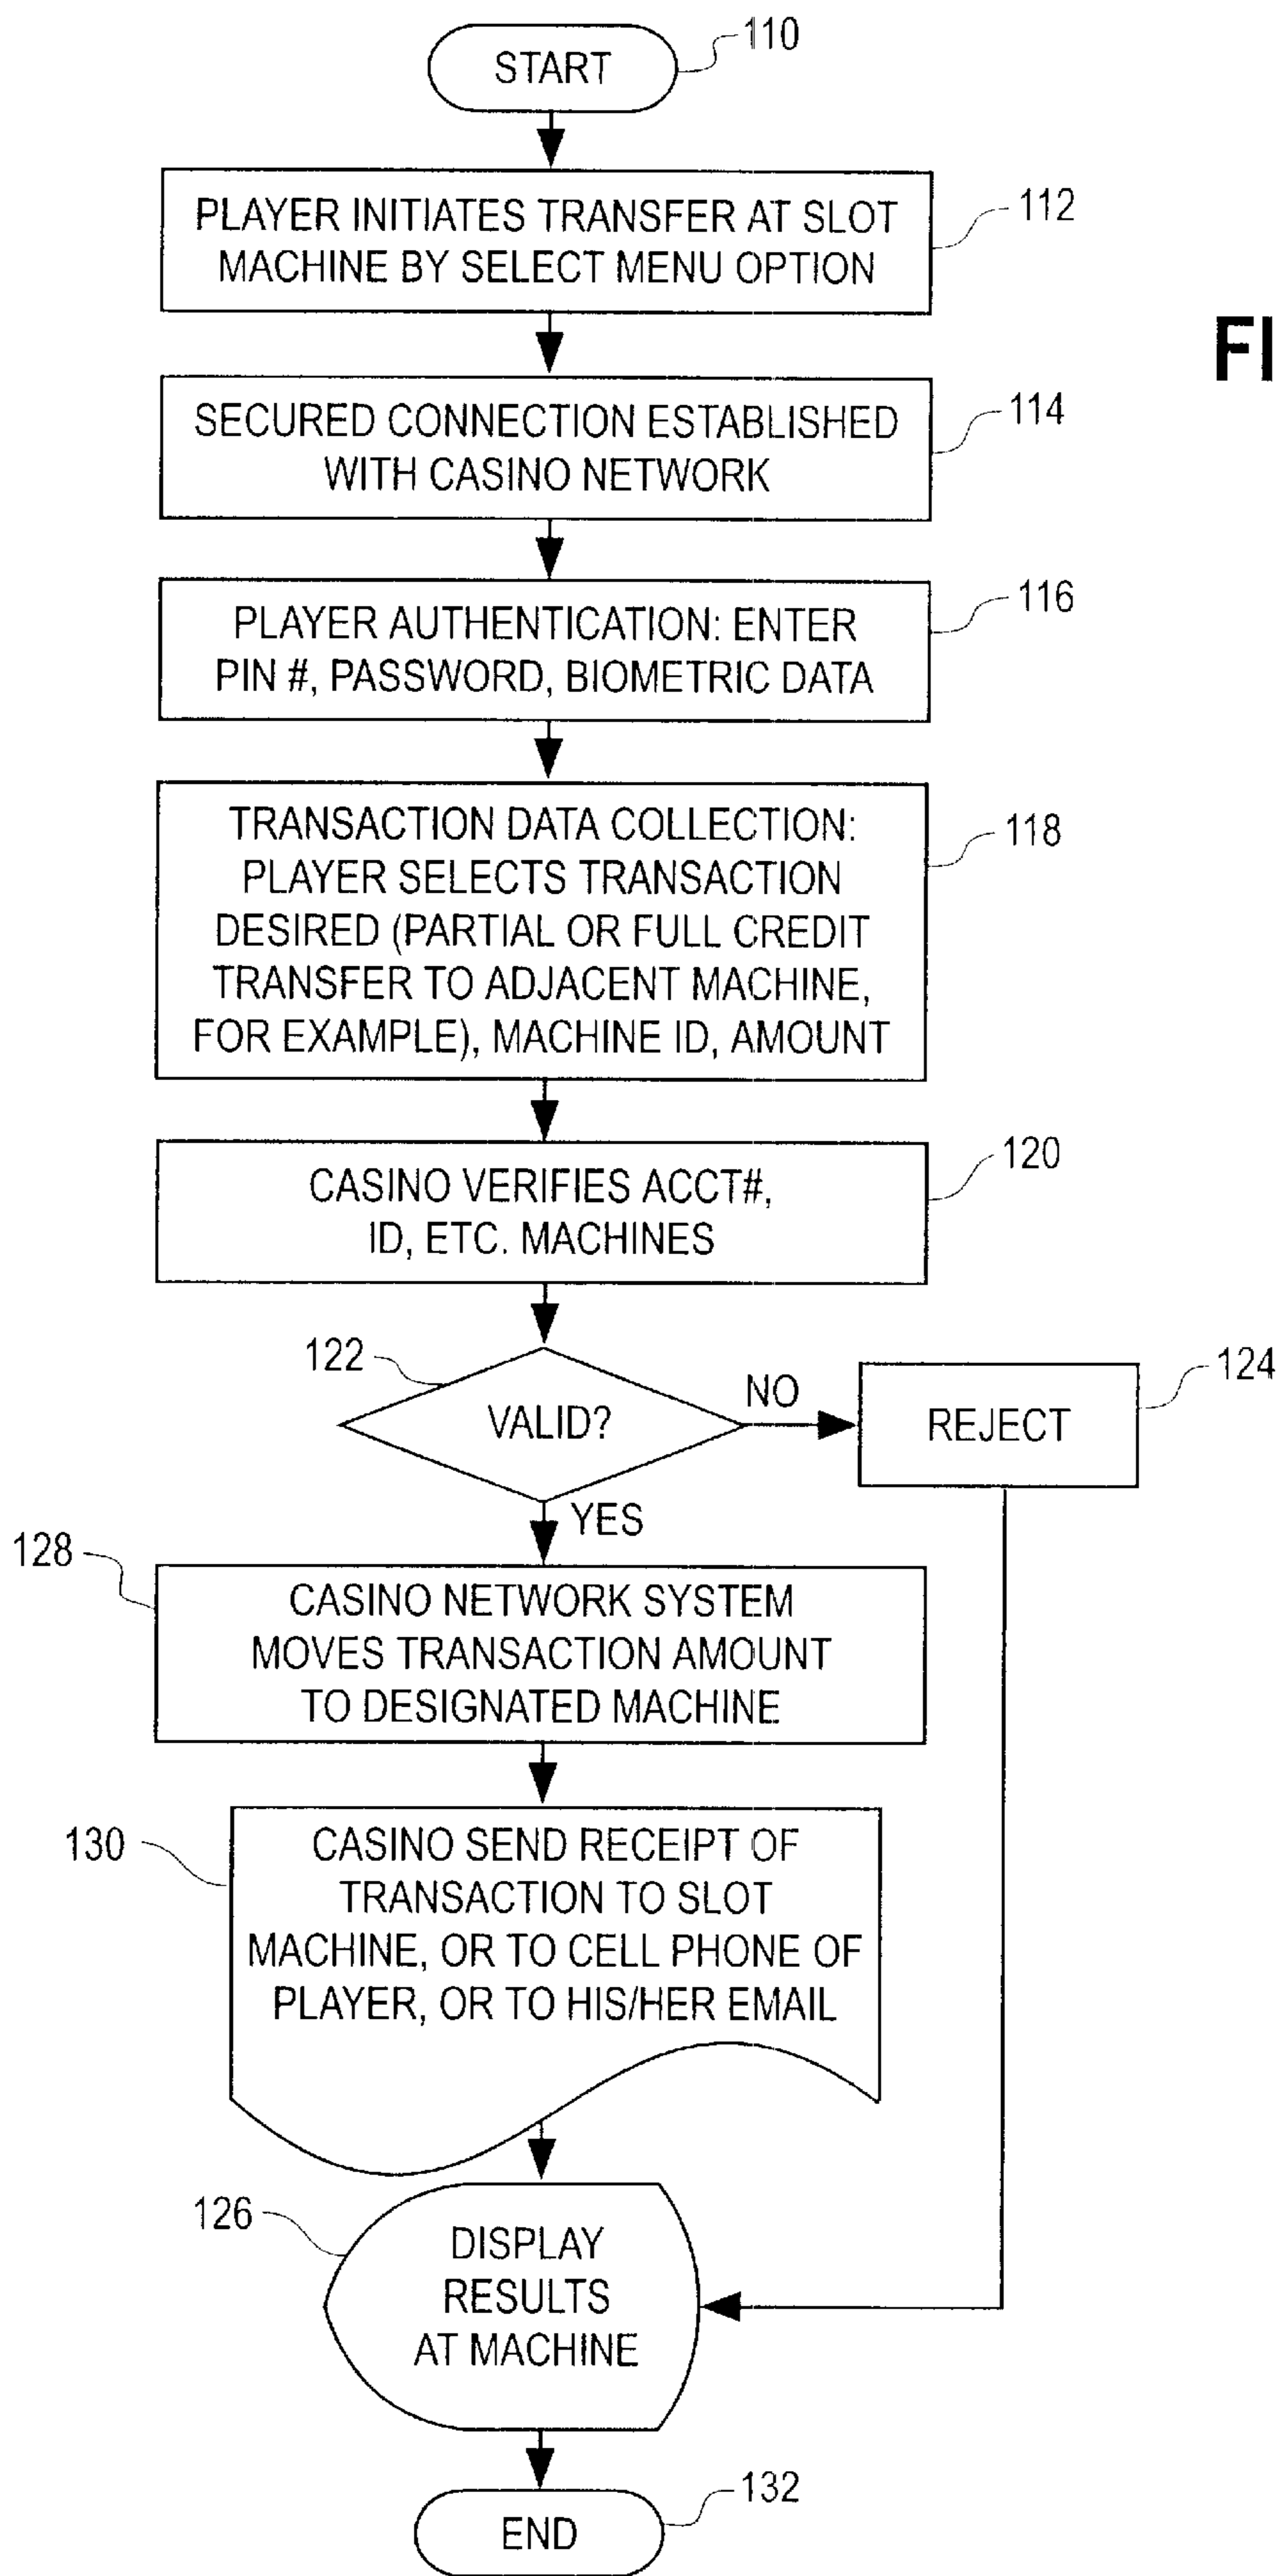 START
110
PLAYER INITIATES TRANSFER AT SLOT
MACHINE BY SELECT MENU OPTION
112
FI
SECURED CONNECTION ESTABLISHED
WITH CASINO NETWORK
114
PLAYER AUTHENTICATION: ENTER
PIN #, PASSWORD, BIOMETRIC DATA
116
TRANSACTION DATA COLLECTION:
PLAYER SELECTS TRANSACTION
DESIRED (PARTIAL OR FULL CREDIT
TRANSFER TO ADJACENT MACHINE,
FOR EXAMPLE), MACHINE ID, AMOUNT
118
CASINO VERIFIES ACCT#,
ID, ETC. MACHINES
120
122
VALID?
NO
REJECT
124
YES
128
CASINO NETWORK SYSTEM
MOVES TRANSACTION AMOUNT
TO DESIGNATED MACHINE
130
CASINO SEND RECEIPT OF
TRANSACTION TO SLOT
MACHINE, OR TO CELL PHONE OF
PLAYER, OR TO HIS/HER EMAIL
126
DISPLAY
RESULTS
AT MACHINE
END
132